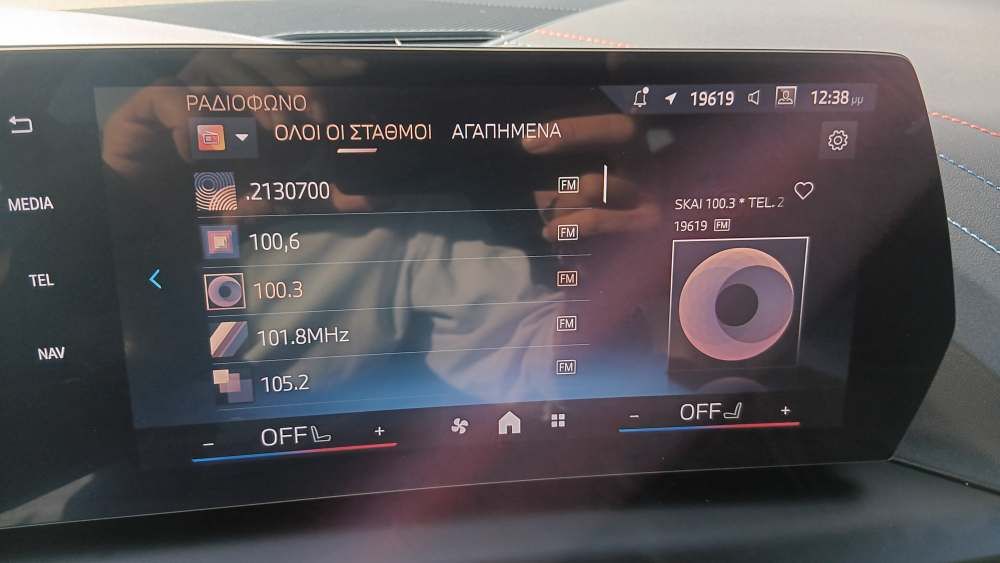 ΡΑΔΙΟΦΩΝΟ
19619
12:38 μμ
ΟΛΟΙ ΟΙ ΣΤΑΘΜΟΙ ΑΓΑΠΗΜΕΝΑ
MEDIA
TEL
NAV
.2130700 FM
100,6 FM
100.3 FM
101.8MHz FM
105.2 FM
SKAI 100.3 * TEL. 2
19619 FM
− OFF +
− OFF +